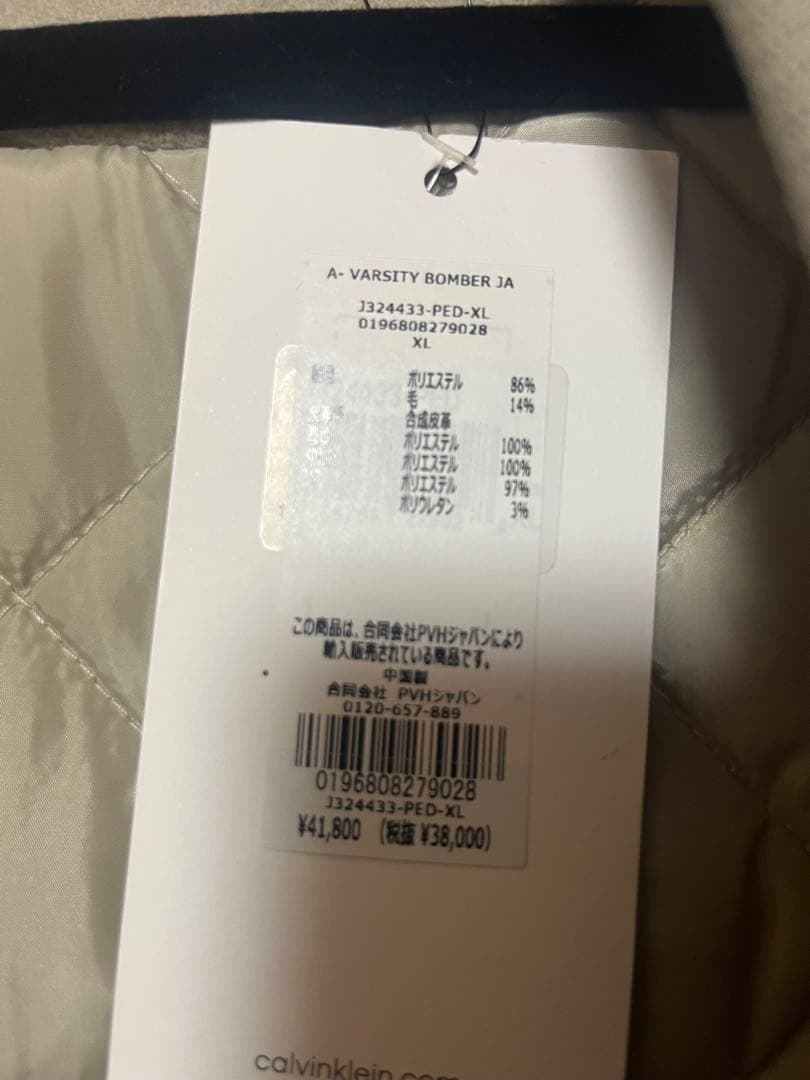 A- VARSITY BOMBER JA
J324433-PED-XL
0196808279028
XL
ポリエステル 86%
毛 14%
合成皮革
ポリエステル 100%
ポリエステル 100%
ポリエステル 97%
ポリウレタン 3%
この商品は、合同会社PVHジャパンにより
輸入販売されている商品です。
中国製
合同会社 PVHジャパン
0120-657-889
0196808279028
J324433-PED-XL
¥41,800 (税抜 ¥38,000)
calvinklein.com